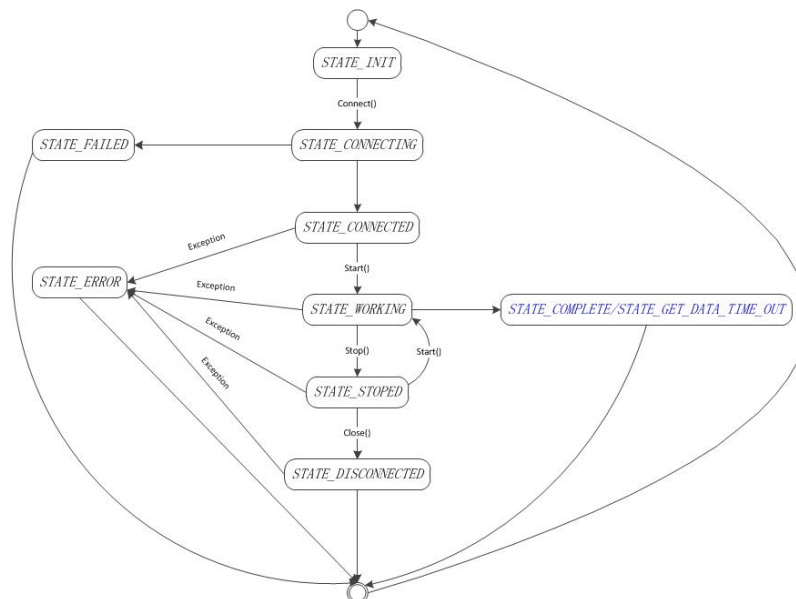 STATE_INIT
Connect()
STATE_FAILED
STATE_CONNECTING
STATE_CONNECTED
Exception
Start()
STATE_ERROR
Exception
STATE_WORKING
STATE_COMPLETE/STATE_GET_DATA_TIME_OUT
Exception
Stop()
Start()
Exception
STATE_STOPED
Close()
STATE_DISCONNECTED